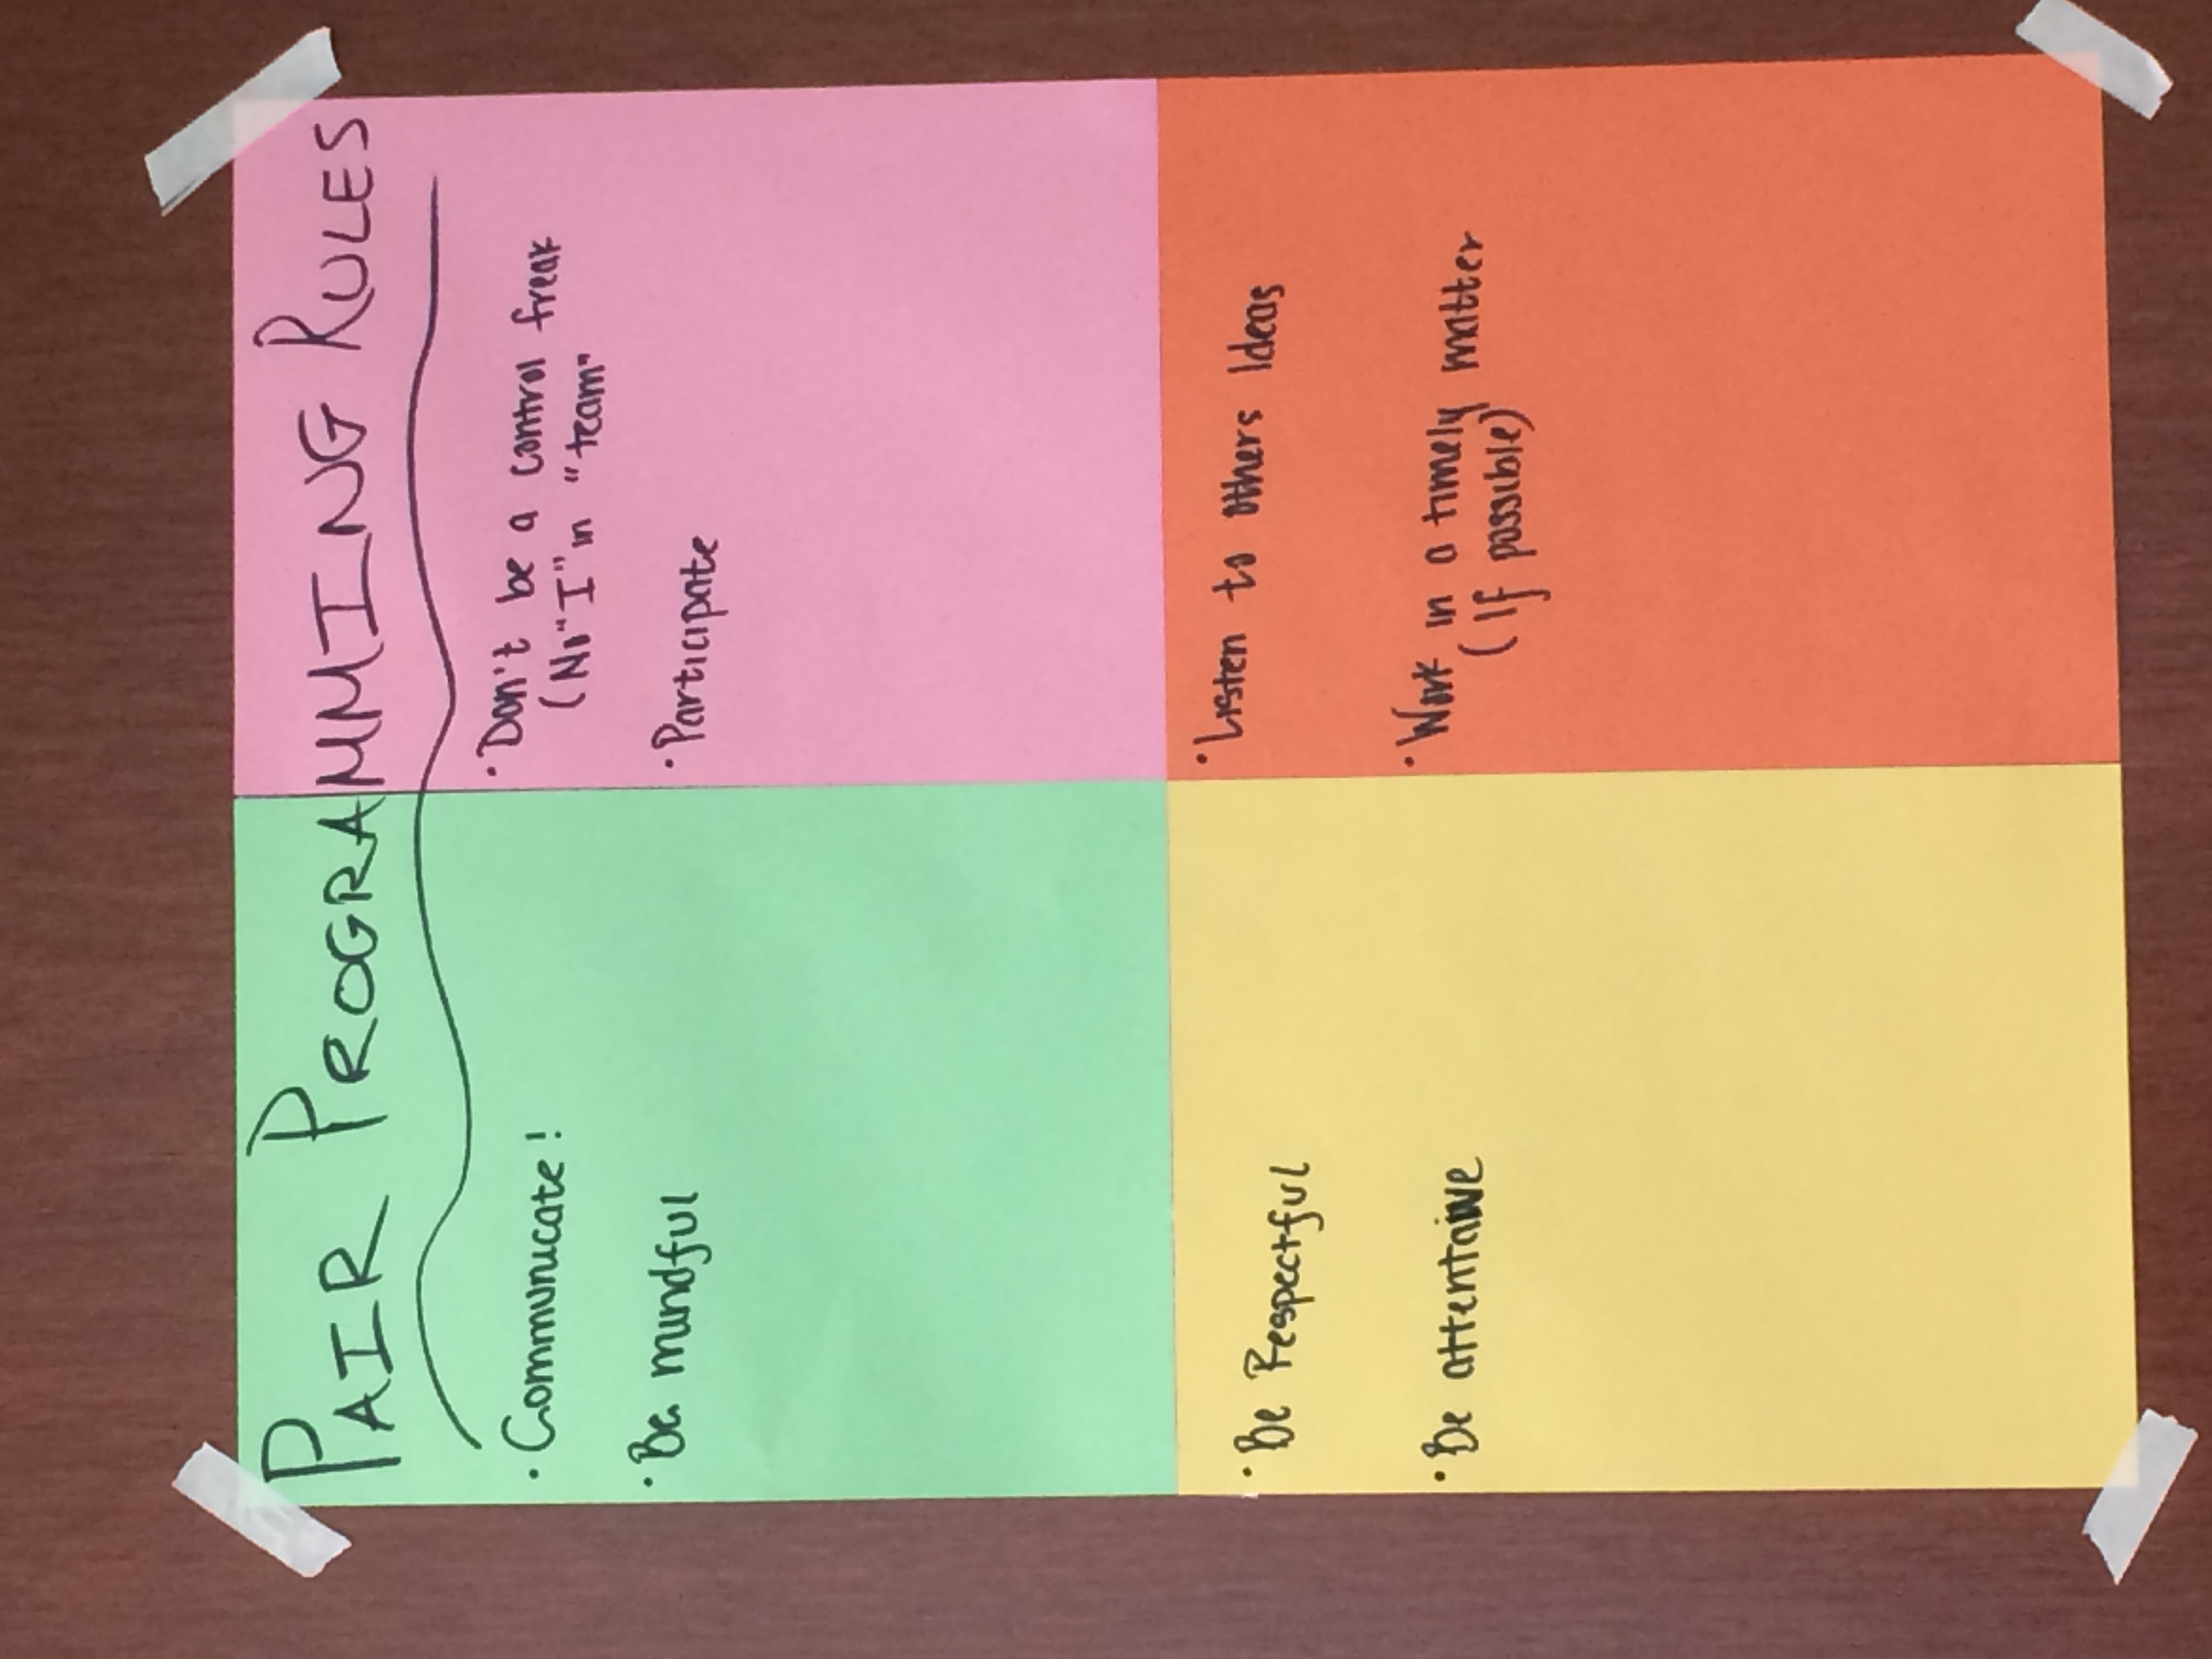 PAIR PROGRAMMING RULES
· Communicate!
· Be mindful
· Don't be a control freak
(No "I" in "team"
· Participate
· Be Respectful
· Be attentaive
· Listen to others Ideas
· Work in a timely matter
(If possible)